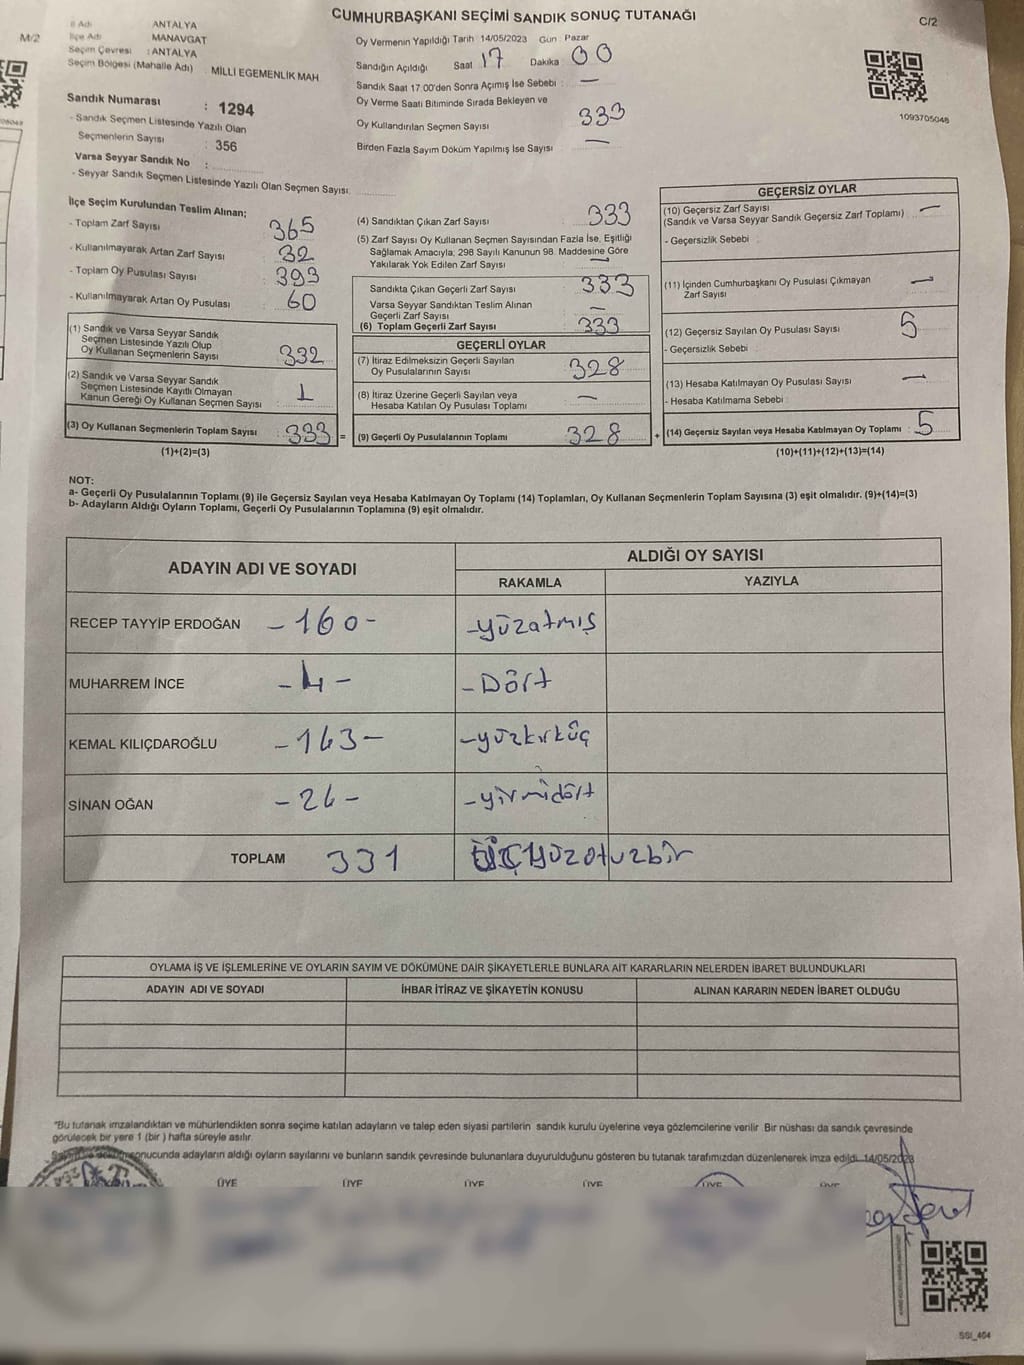 CUMHURBAŞKANI SEÇİMİ SANDIK SONUÇ TUTANAĞI
M/2
C/2
İl Adı ANTALYA
İlçe Adı MANAVGAT
Seçim Çevresi : ANTALYA
Seçim Bölgesi (Mahalle Adı) : MİLLİ EGEMENLİK MAH
Sandık Numarası : 1294
- Sandık Seçmen Listesinde Yazılı Olan
Seçmenlerin Sayısı : 356
Varsa Seyyar Sandık No :
- Seyyar Sandık Seçmen Listesinde Yazılı Olan Seçmen Sayısı:
Oy Vermenin Yapıldığı Tarih 14/05/2023 Gün : Pazar
Sandığın Açıldığı Saat 17 Dakika 00
Sandık Saat 17.00'den Sonra Açımış İse Sebebi : —
Oy Verme Saati Bitiminde Sırada Bekleyen ve
Oy Kullandırılan Seçmen Sayısı 333
Birden Fazla Sayım Döküm Yapılmış İse Sayısı —
1093705048
İlçe Seçim Kurulundan Teslim Alınan;
- Toplam Zarf Sayısı : 365
- Kullanılmayarak Artan Zarf Sayısı : 32
- Toplam Oy Pusulası Sayısı : 393
- Kullanılmayarak Artan Oy Pusulası : 60
(1) Sandık ve Varsa Seyyar Sandık
Seçmen Listesinde Yazılı Olup
Oy Kullanan Seçmenlerin Sayısı : 332
(2) Sandık ve Varsa Seyyar Sandık
Seçmen Listesinde Kayıtlı Olmayan
Kanun Gereği Oy Kullanan Seçmen Sayısı : 1
(3) Oy Kullanan Seçmenlerin Toplam Sayısı : 333 =
(1)+(2)=(3)
(4) Sandıktan Çıkan Zarf Sayısı : 333
(5) Zarf Sayısı Oy Kullanan Seçmen Sayısından Fazla İse, Eşitliği
Sağlamak Amacıyla, 298 Sayılı Kanunun 98. Maddesine Göre
Yakılarak Yok Edilen Zarf Sayısı : —
Sandıkta Çıkan Geçerli Zarf Sayısı : 333
Varsa Seyyar Sandıktan Teslim Alınan
Geçerli Zarf Sayısı : —
(6) Toplam Geçerli Zarf Sayısı : 333
GEÇERLİ OYLAR
(7) İtiraz Edilmeksizin Geçerli Sayılan
Oy Pusulalarının Sayısı : 328
(8) İtiraz Üzerine Geçerli Sayılan veya
Hesaba Katılan Oy Pusulası Toplamı : —
(9) Geçerli Oy Pusulalarının Toplamı : 328 +
GEÇERSİZ OYLAR
(10) Geçersiz Zarf Sayısı
(Sandık ve Varsa Seyyar Sandık Geçersiz Zarf Toplamı) : —
- Geçersizlik Sebebi :
(11) İçinden Cumhurbaşkanı Oy Pusulası Çıkmayan
Zarf Sayısı : —
(12) Geçersiz Sayılan Oy Pusulası Sayısı : 5
- Geçersizlik Sebebi :
(13) Hesaba Katılmayan Oy Pusulası Sayısı : —
- Hesaba Katılmama Sebebi :
(14) Geçersiz Sayılan veya Hesaba Katılmayan Oy Toplamı : 5
(10)+(11)+(12)+(13)=(14)
NOT:
a- Geçerli Oy Pusulalarının Toplamı (9) ile Geçersiz Sayılan veya Hesaba Katılmayan Oy Toplamı (14) Toplamları, Oy Kullanan Seçmenlerin Toplam Sayısına (3) eşit olmalıdır. (9)+(14)=(3)
b- Adayların Aldığı Oyların Toplamı, Geçerli Oy Pusulalarının Toplamına (9) eşit olmalıdır.
ADAYIN ADI VE SOYADI
ALDIĞI OY SAYISI
RAKAMLA YAZIYLA
RECEP TAYYİP ERDOĞAN -160- -yüzatmış
MUHARREM İNCE -4- -Dört
KEMAL KILIÇDAROĞLU -163- -yüzkırküç
SİNAN OĞAN -24- -yirmidört
TOPLAM 331 üçyüzotuzbir
OYLAMA İŞ VE İŞLEMLERİNE VE OYLARIN SAYIM VE DÖKÜMÜNE DAİR ŞİKAYETLERLE BUNLARA AİT KARARLARIN NELERDEN İBARET BULUNDUKLARI
ADAYIN ADI VE SOYADI İHBAR İTİRAZ VE ŞİKAYETİN KONUSU ALINAN KARARIN NEDEN İBARET OLDUĞU
"Bu tutanak imzalandıktan ve mühürlendikten sonra seçime katılan adayların ve talep eden siyasi partilerin sandık kurulu üyelerine veya gözlemcilerine verilir Bir nüshası da sandık çevresinde
görülecek bir yere 1 (bir ) hafta süreyle asılır.
sonucunda adayların aldığı oyların sayılarını ve bunların sandık çevresinde bulunanlara duyurulduğunu gösteren bu tutanak tarafımızdan düzenlenerek imza edildi. 14/05/2023
ÜYE ÜYE ÜYE ÜYE ÜYE ÜYE
SSI_464